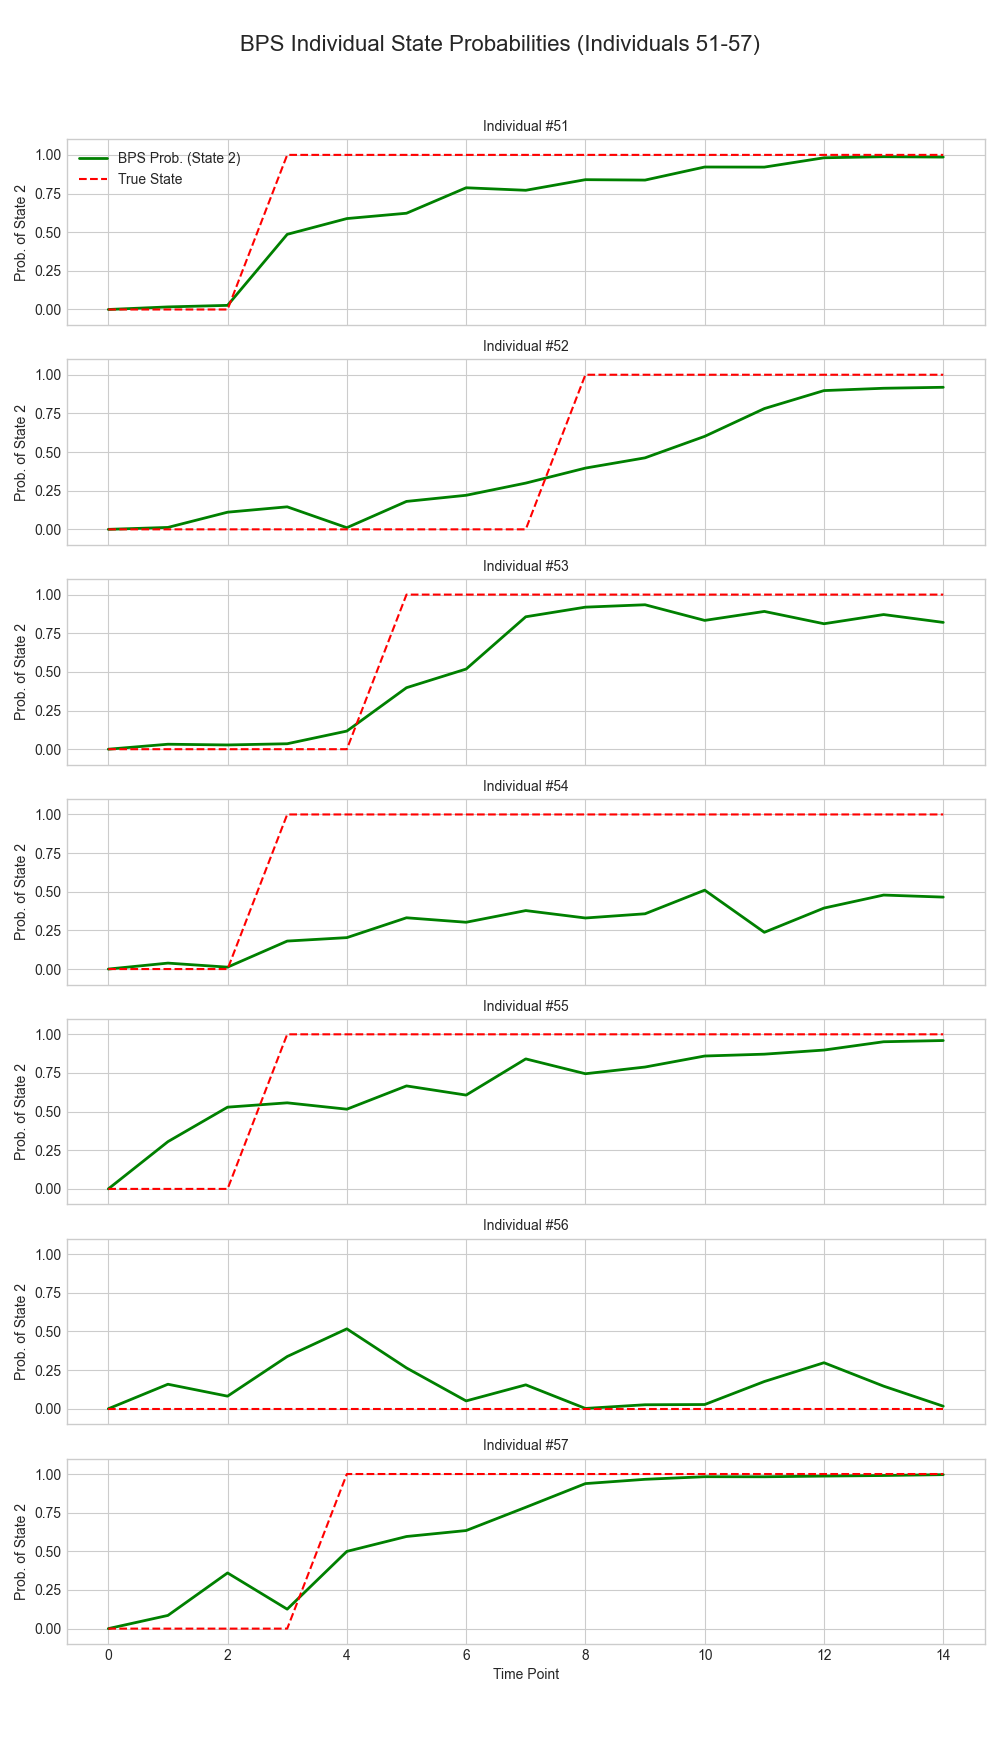 BPS Individual State Probabilities (Individuals 51-57)
Individual #51
BPS Prob. (State 2)
True State
1.00
0.75
0.50
0.25
0.00
Prob. of State 2
Individual #52
1.00
0.75
0.50
0.25
0.00
Prob. of State 2
Individual #53
1.00
0.75
0.50
0.25
0.00
Prob. of State 2
Individual #54
1.00
0.75
0.50
0.25
0.00
Prob. of State 2
Individual #55
1.00
0.75
0.50
0.25
0.00
Prob. of State 2
Individual #56
1.00
0.75
0.50
0.25
0.00
Prob. of State 2
Individual #57
1.00
0.75
0.50
0.25
0.00
Prob. of State 2
0 2 4 6 8 10 12 14
Time Point